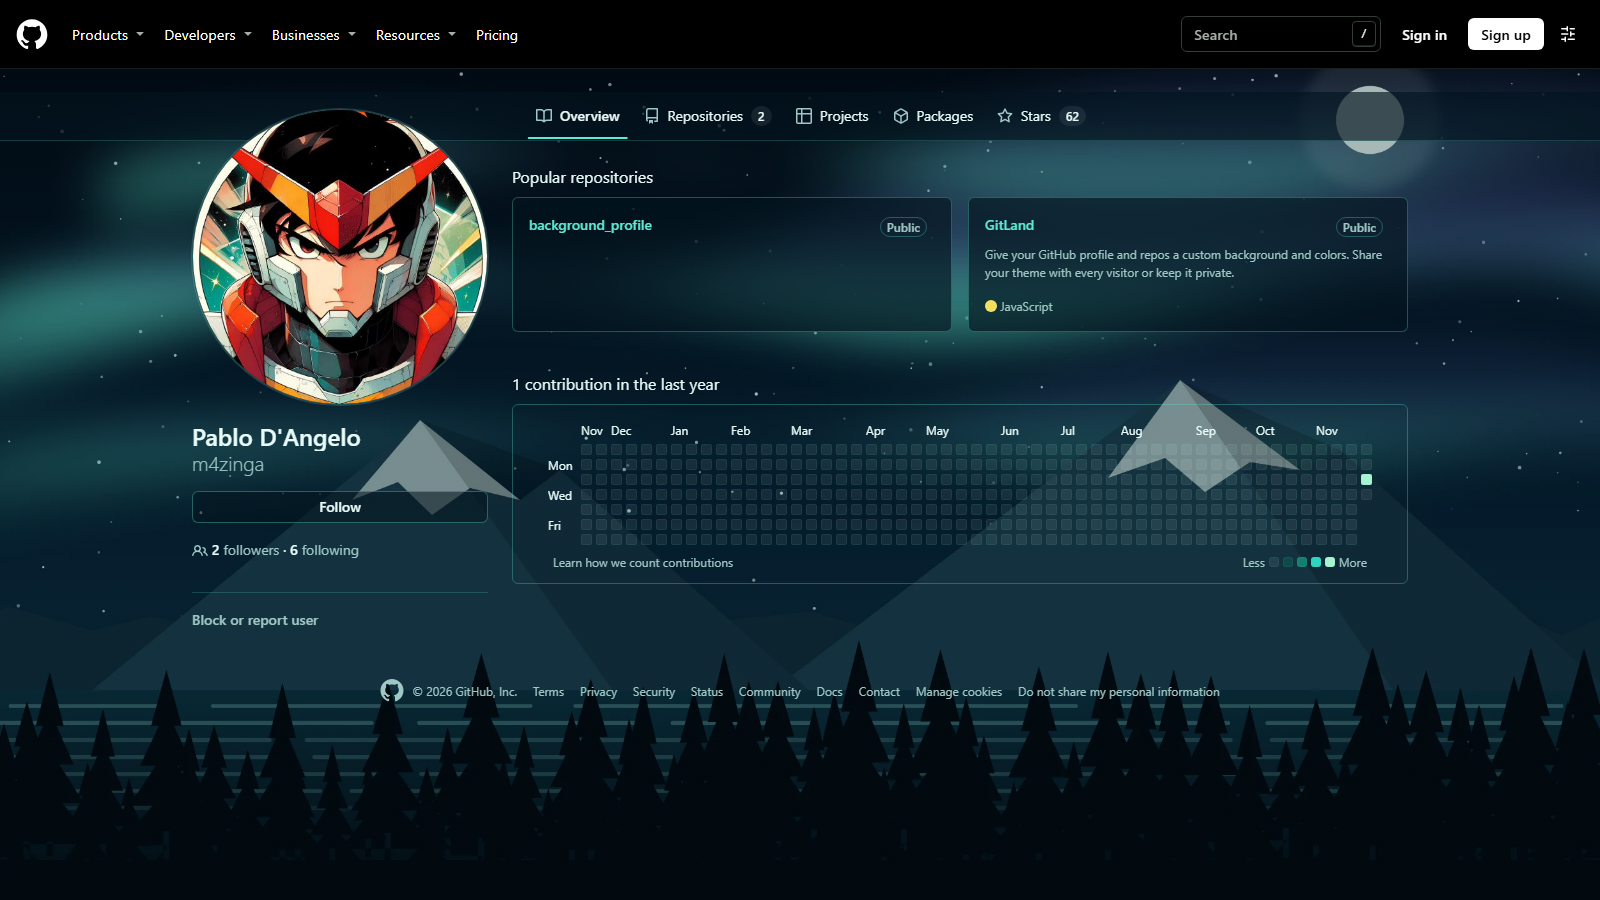 Products Developers Businesses Resources Pricing Search / Sign in Sign up
Overview Repositories 2 Projects Packages Stars 62
Popular repositories
background_profile Public
GitLand Public
Give your GitHub profile and repos a custom background and colors. Share
your theme with every visitor or keep it private.
JavaScript
1 contribution in the last year
Nov Dec Jan Feb Mar Apr May Jun Jul Aug Sep Oct Nov
Mon
Wed
Fri
Learn how we count contributions Less More
Pablo D'Angelo
m4zinga
Follow
2 followers · 6 following
Block or report user
© 2026 GitHub, Inc. Terms Privacy Security Status Community Docs Contact Manage cookies Do not share my personal information